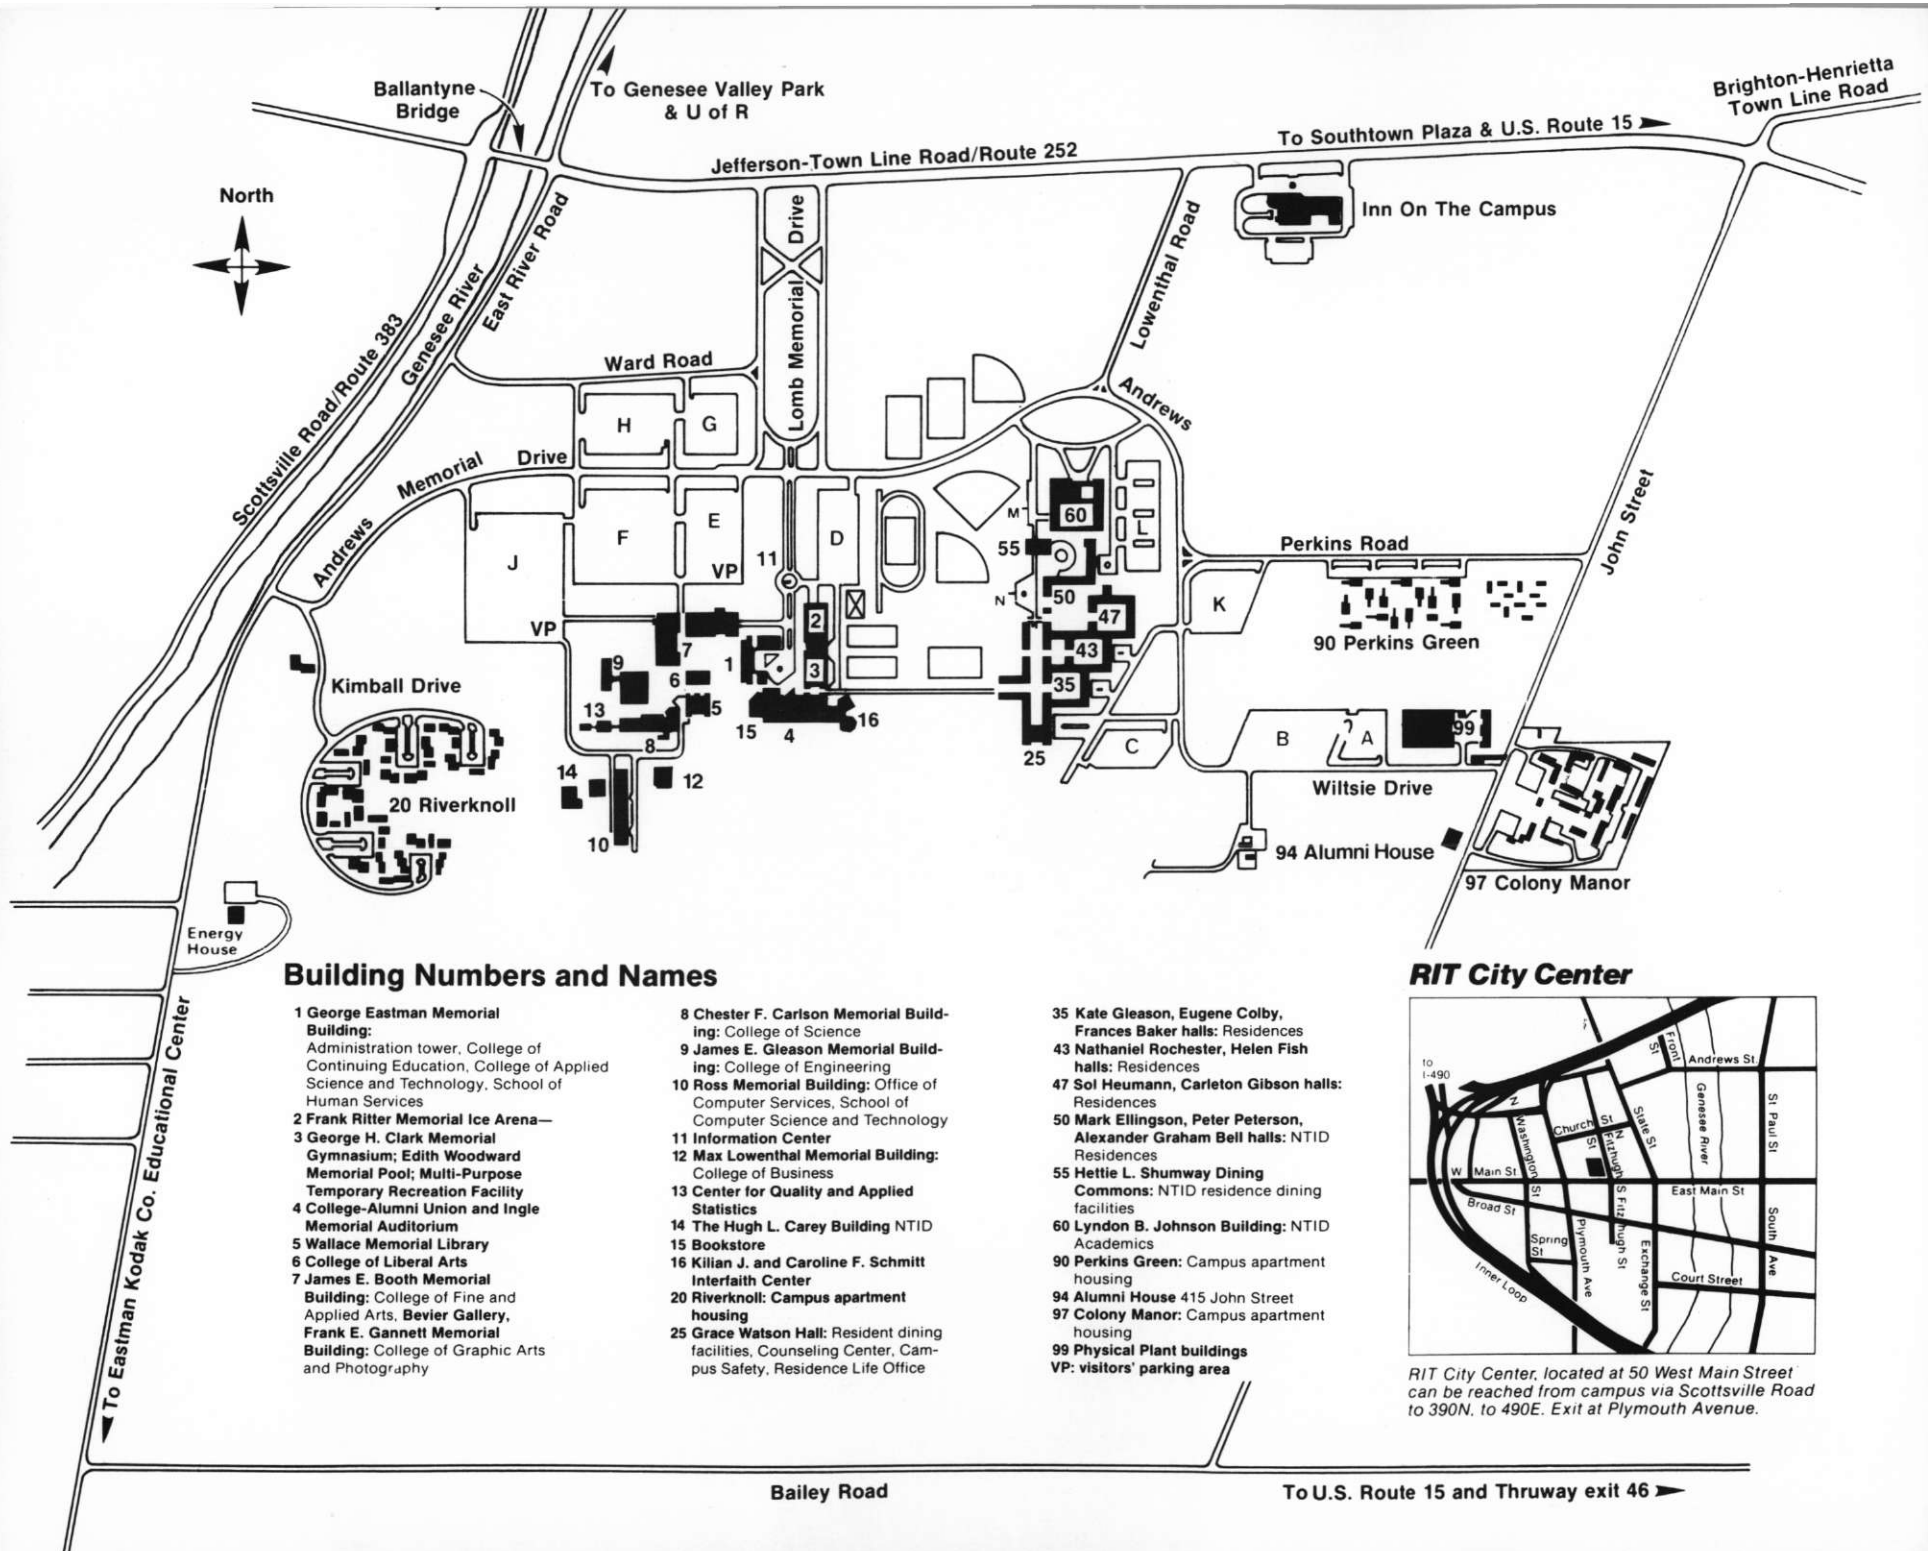 Ballantyne
Bridge
To Genesee Valley Park
& U of R
Brighton-Henrietta
Town Line Road
To Southtown Plaza & U.S. Route 15
Jefferson-Town Line Road/Route 252
North
Inn On The Campus
Lomb Memorial Drive
Lowenthal Road
East River Road
Genesee River
Scottsville Road/Route 383
Ward Road
Andrews
H
G
Andrews Memorial Drive
John Street
J
F
E
VP
11
D
M
60
L
55
N
50
47
43
35
25
Perkins Road
K
90 Perkins Green
VP
2
3
1
7
9
6
5
13
8
15
4
16
14
12
10
Kimball Drive
20 Riverknoll
C
B
A
99
Wiltsie Drive
94 Alumni House
97 Colony Manor
Energy
House
To Eastman Kodak Co. Educational Center
Building Numbers and Names
1 George Eastman Memorial
Building:
Administration tower, College of
Continuing Education, College of Applied
Science and Technology, School of
Human Services
2 Frank Ritter Memorial Ice Arena—
3 George H. Clark Memorial
Gymnasium; Edith Woodward
Memorial Pool; Multi-Purpose
Temporary Recreation Facility
4 College-Alumni Union and Ingle
Memorial Auditorium
5 Wallace Memorial Library
6 College of Liberal Arts
7 James E. Booth Memorial
Building: College of Fine and
Applied Arts, Bevier Gallery,
Frank E. Gannett Memorial
Building: College of Graphic Arts
and Photography
8 Chester F. Carlson Memorial Build-
ing: College of Science
9 James E. Gleason Memorial Build-
ing: College of Engineering
10 Ross Memorial Building: Office of
Computer Services, School of
Computer Science and Technology
11 Information Center
12 Max Lowenthal Memorial Building:
College of Business
13 Center for Quality and Applied
Statistics
14 The Hugh L. Carey Building NTID
15 Bookstore
16 Kilian J. and Caroline F. Schmitt
Interfaith Center
20 Riverknoll: Campus apartment
housing
25 Grace Watson Hall: Resident dining
facilities, Counseling Center, Cam-
pus Safety, Residence Life Office
35 Kate Gleason, Eugene Colby,
Frances Baker halls: Residences
43 Nathaniel Rochester, Helen Fish
halls: Residences
47 Sol Heumann, Carleton Gibson halls:
Residences
50 Mark Ellingson, Peter Peterson,
Alexander Graham Bell halls: NTID
Residences
55 Hettie L. Shumway Dining
Commons: NTID residence dining
facilities
60 Lyndon B. Johnson Building: NTID
Academics
90 Perkins Green: Campus apartment
housing
94 Alumni House 415 John Street
97 Colony Manor: Campus apartment
housing
99 Physical Plant buildings
VP: visitors' parking area
RIT City Center
to
I-490
Front St
Andrews St.
Genesee River
St Paul St
N Washington St
Church St
State St
N Fitzhugh St
W Main St
East Main St
Broad St
S Fitzhugh St
Spring
St
Plymouth Ave
Exchange St
South Ave
Court Street
Inner Loop
RIT City Center, located at 50 West Main Street
can be reached from campus via Scottsville Road
to 390N, to 490E. Exit at Plymouth Avenue.
Bailey Road
To U.S. Route 15 and Thruway exit 46